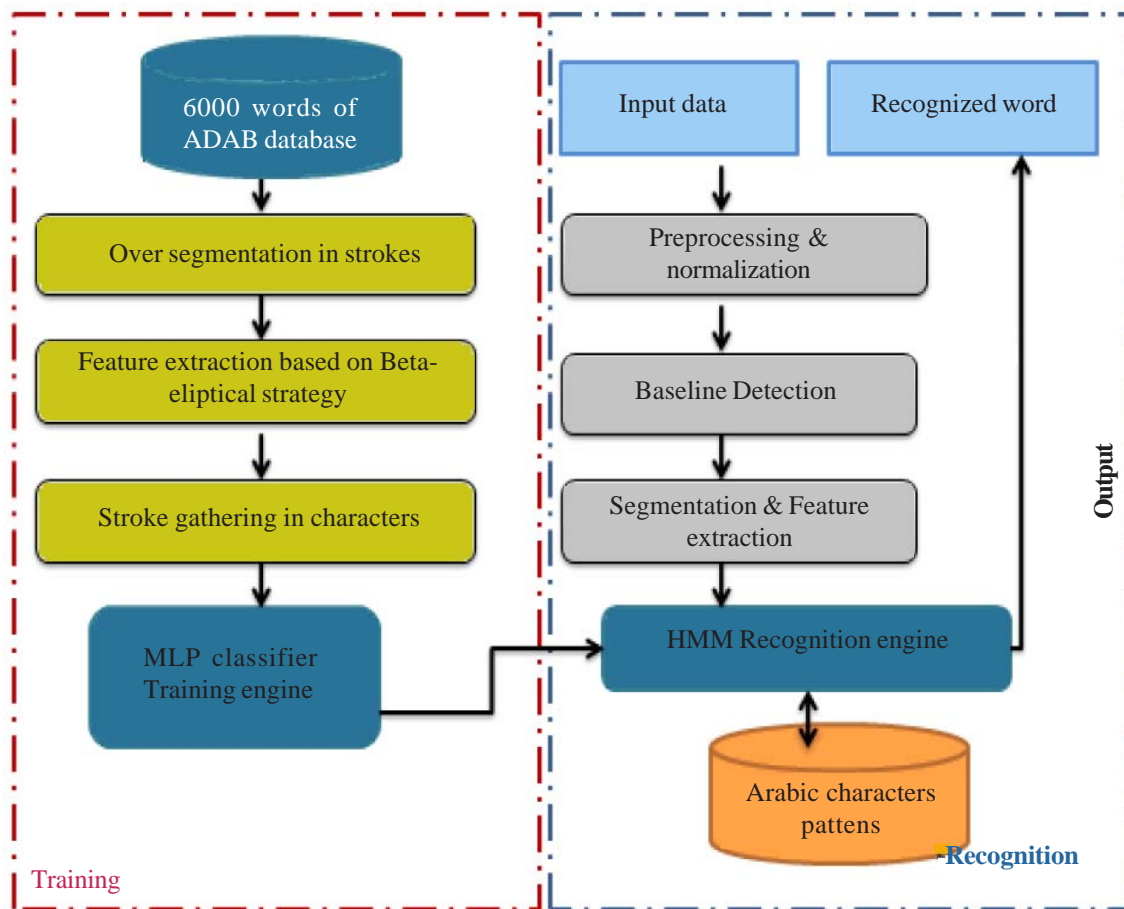 6000 words of
ADAB database
Over segmentation in strokes
Feature extraction based on Beta-
eliptical strategy
Stroke gathering in characters
MLP classifier
Training engine
Training
Input data
Recognized word
Preprocessing &
normalization
Baseline Detection
Segmentation & Feature
extraction
HMM Recognition engine
Arabic characters
pattens
Output
Recognition